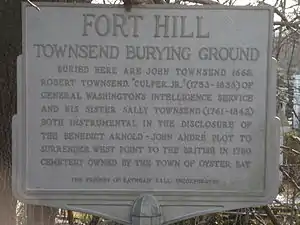 FORT HILL
TOWNSEND BURYING GROUND
BURIED HERE ARE JOHN TOWNSEND 1668,
ROBERT TOWNSEND, "CULPER, JR." (1753-1838) OF
GENERAL WASHINGTON'S INTELLIGENCE SERVICE
AND HIS SISTER SALLY TOWNSEND (1761-1842)
BOTH INSTRUMENTAL IN THE DISCLOSURE OF
THE BENEDICT ARNOLD - JOHN ANDRÉ PLOT TO
SURRENDER WEST POINT TO THE BRITISH IN 1780
CEMETERY OWNED BY THE TOWN OF OYSTER BAY
THE FRIENDS OF RAYNHAM HALL, INCORPORATED